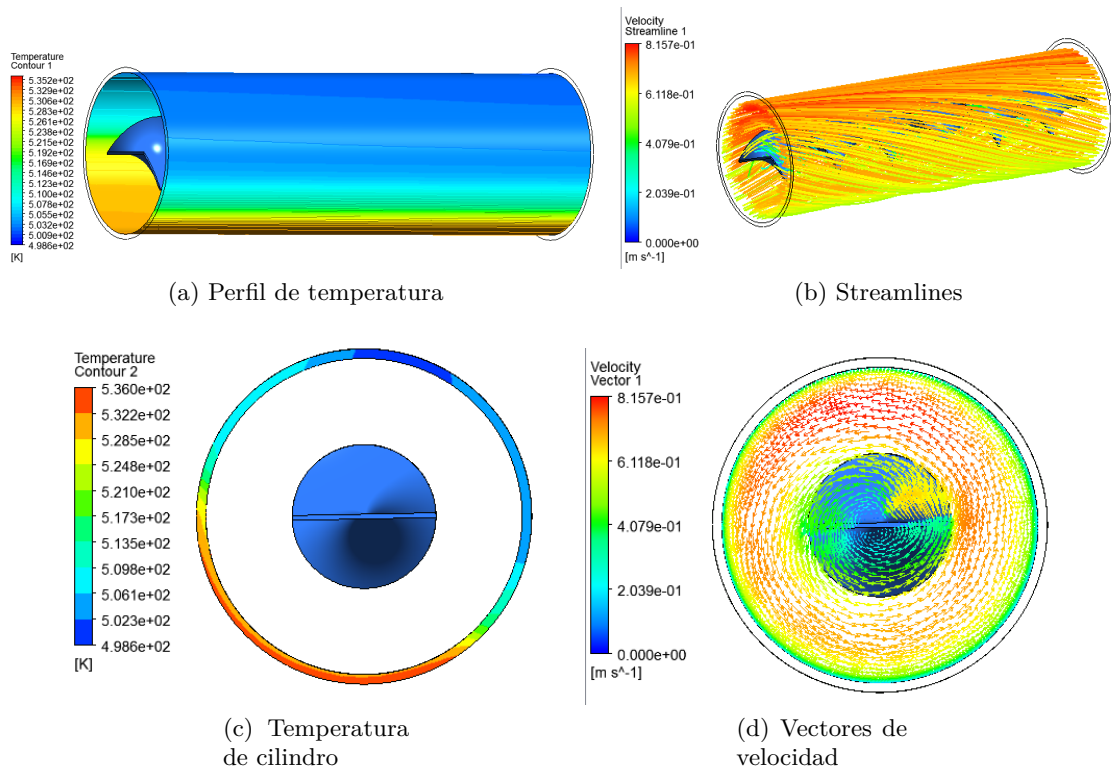 Temperature
Contour 1
5.352e+02
5.329e+02
5.306e+02
5.283e+02
5.261e+02
5.238e+02
5.215e+02
5.192e+02
5.169e+02
5.146e+02
5.123e+02
5.100e+02
5.078e+02
5.055e+02
5.032e+02
5.009e+02
4.986e+02
[K]
(a) Perfil de temperatura
Velocity
Streamline 1
8.157e-01
6.118e-01
4.079e-01
2.039e-01
0.000e+00
[m s^-1]
(b) Streamlines
Temperature
Contour 2
5.360e+02
5.322e+02
5.285e+02
5.248e+02
5.210e+02
5.173e+02
5.135e+02
5.098e+02
5.061e+02
5.023e+02
4.986e+02
[K]
(c) Temperatura
de cilindro
Velocity
Vector 1
8.157e-01
6.118e-01
4.079e-01
2.039e-01
0.000e+00
[m s^-1]
(d) Vectores de
velocidad